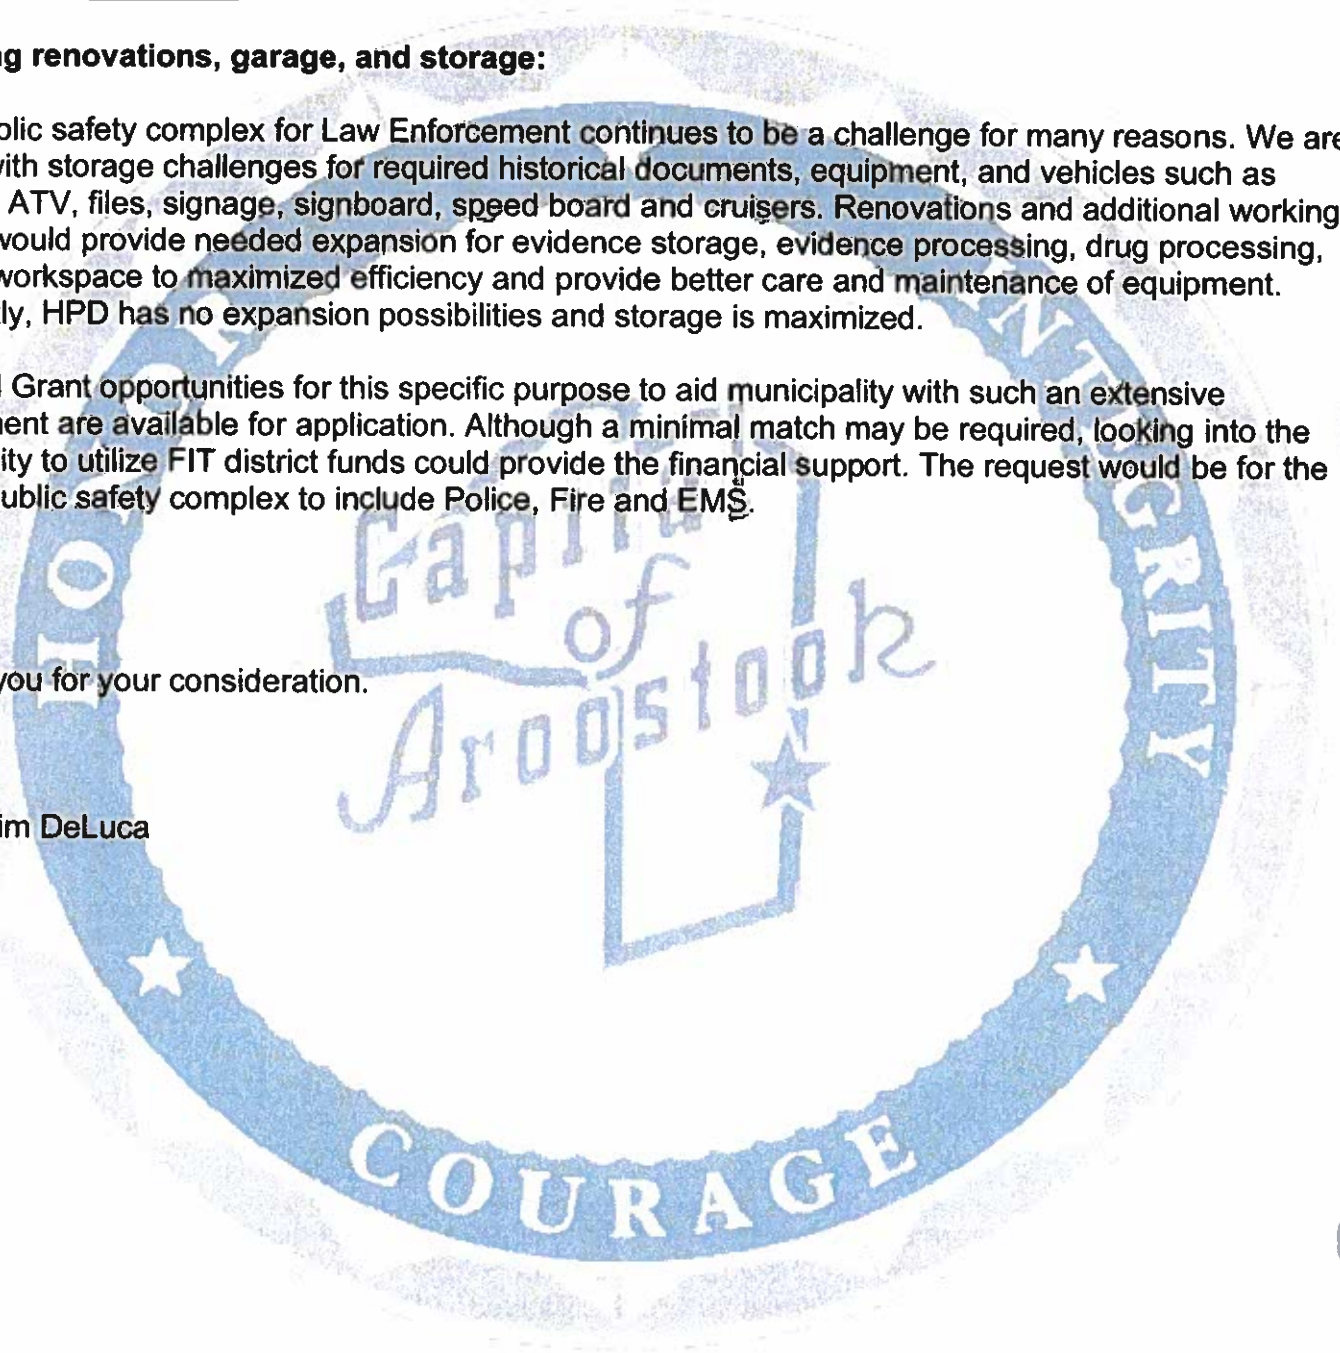 g renovations, garage, and storage:
blic safety complex for Law Enforcement continues to be a challenge for many reasons. We are
with storage challenges for required historical documents, equipment, and vehicles such as
ATV, files, signage, signboard, speed board and cruisers. Renovations and additional working
would provide needed expansion for evidence storage, evidence processing, drug processing,
workspace to maximized efficiency and provide better care and maintenance of equipment.
ly, HPD has no expansion possibilities and storage is maximized.
l Grant opportunities for this specific purpose to aid municipality with such an extensive
ent are available for application. Although a minimal match may be required, looking into the
ity to utilize FIT district funds could provide the financial support. The request would be for the
ublic safety complex to include Police, Fire and EMS.
you for your consideration.
im DeLuca
HONOR
INTEGRITY
Capital
of
Aroostook
COURAGE